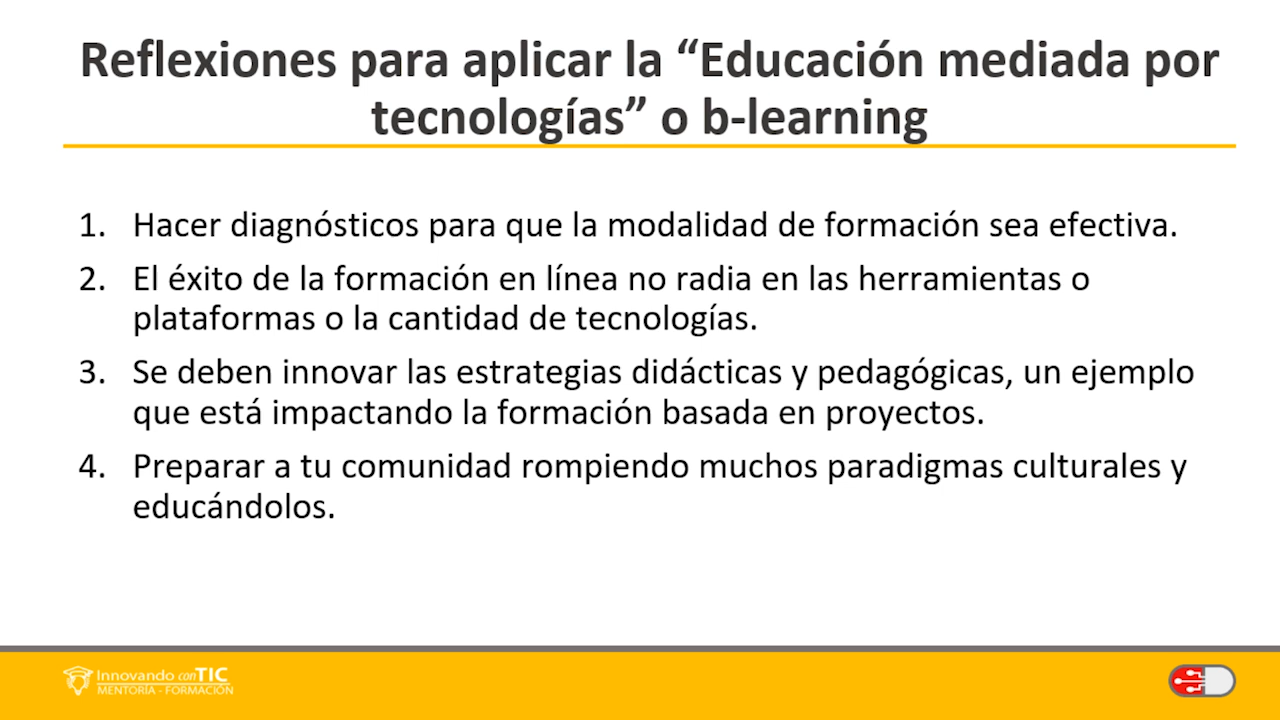 Reflexiones para aplicar la “Educación mediada por
tecnologías” o b-learning
1. Hacer diagnósticos para que la modalidad de formación sea efectiva.
2. El éxito de la formación en línea no radia en las herramientas o
plataformas o la cantidad de tecnologías.
3. Se deben innovar las estrategias didácticas y pedagógicas, un ejemplo
que está impactando la formación basada en proyectos.
4. Preparar a tu comunidad rompiendo muchos paradigmas culturales y
educándolos.
Innovando conTIC
MENTORÍA - FORMACIÓN